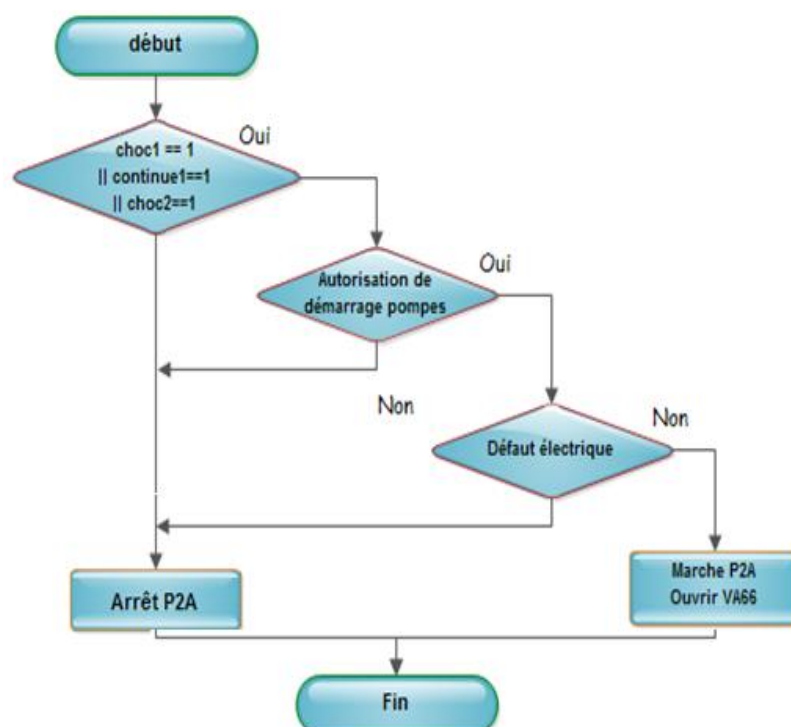 début
Oui
choc1 == 1
|| continue1==1
|| choc2==1
Oui
Autorisation de
démarrage pompes
Non
Non
Défaut électrique
Arrêt P2A
Marche P2A
Ouvrir VA66
Fin